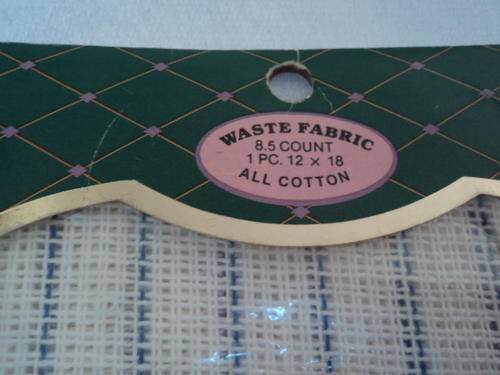 WASTE FABRIC
8.5 COUNT
1 PC. 12 × 18
ALL COTTON